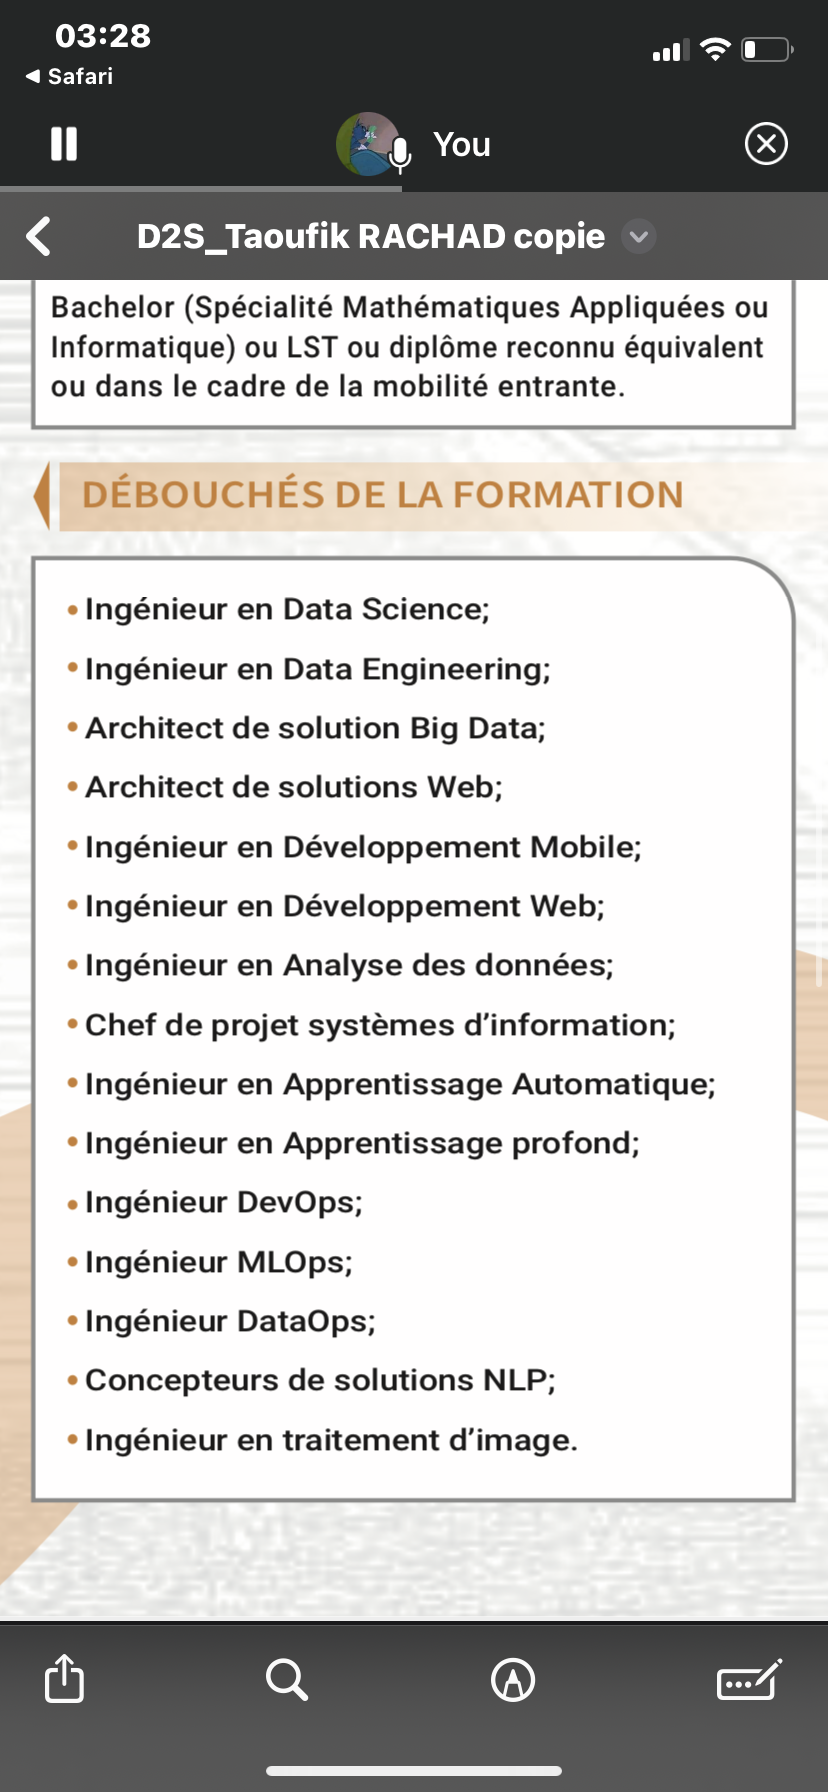 03:28
Safari
You
D2S_Taoufik RACHAD copie
Bachelor (Spécialité Mathématiques Appliquées ou
Informatique) ou LST ou diplôme reconnu équivalent
ou dans le cadre de la mobilité entrante.
DÉBOUCHÉS DE LA FORMATION
• Ingénieur en Data Science;
• Ingénieur en Data Engineering;
• Architect de solution Big Data;
• Architect de solutions Web;
• Ingénieur en Développement Mobile;
• Ingénieur en Développement Web;
• Ingénieur en Analyse des données;
• Chef de projet systèmes d’information;
• Ingénieur en Apprentissage Automatique;
• Ingénieur en Apprentissage profond;
• Ingénieur DevOps;
• Ingénieur MLOps;
• Ingénieur DataOps;
• Concepteurs de solutions NLP;
• Ingénieur en traitement d’image.